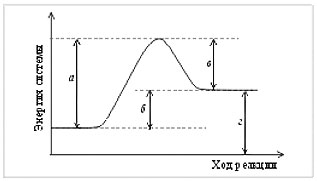 Энергия системы
а
б
в
г
Ход реакции